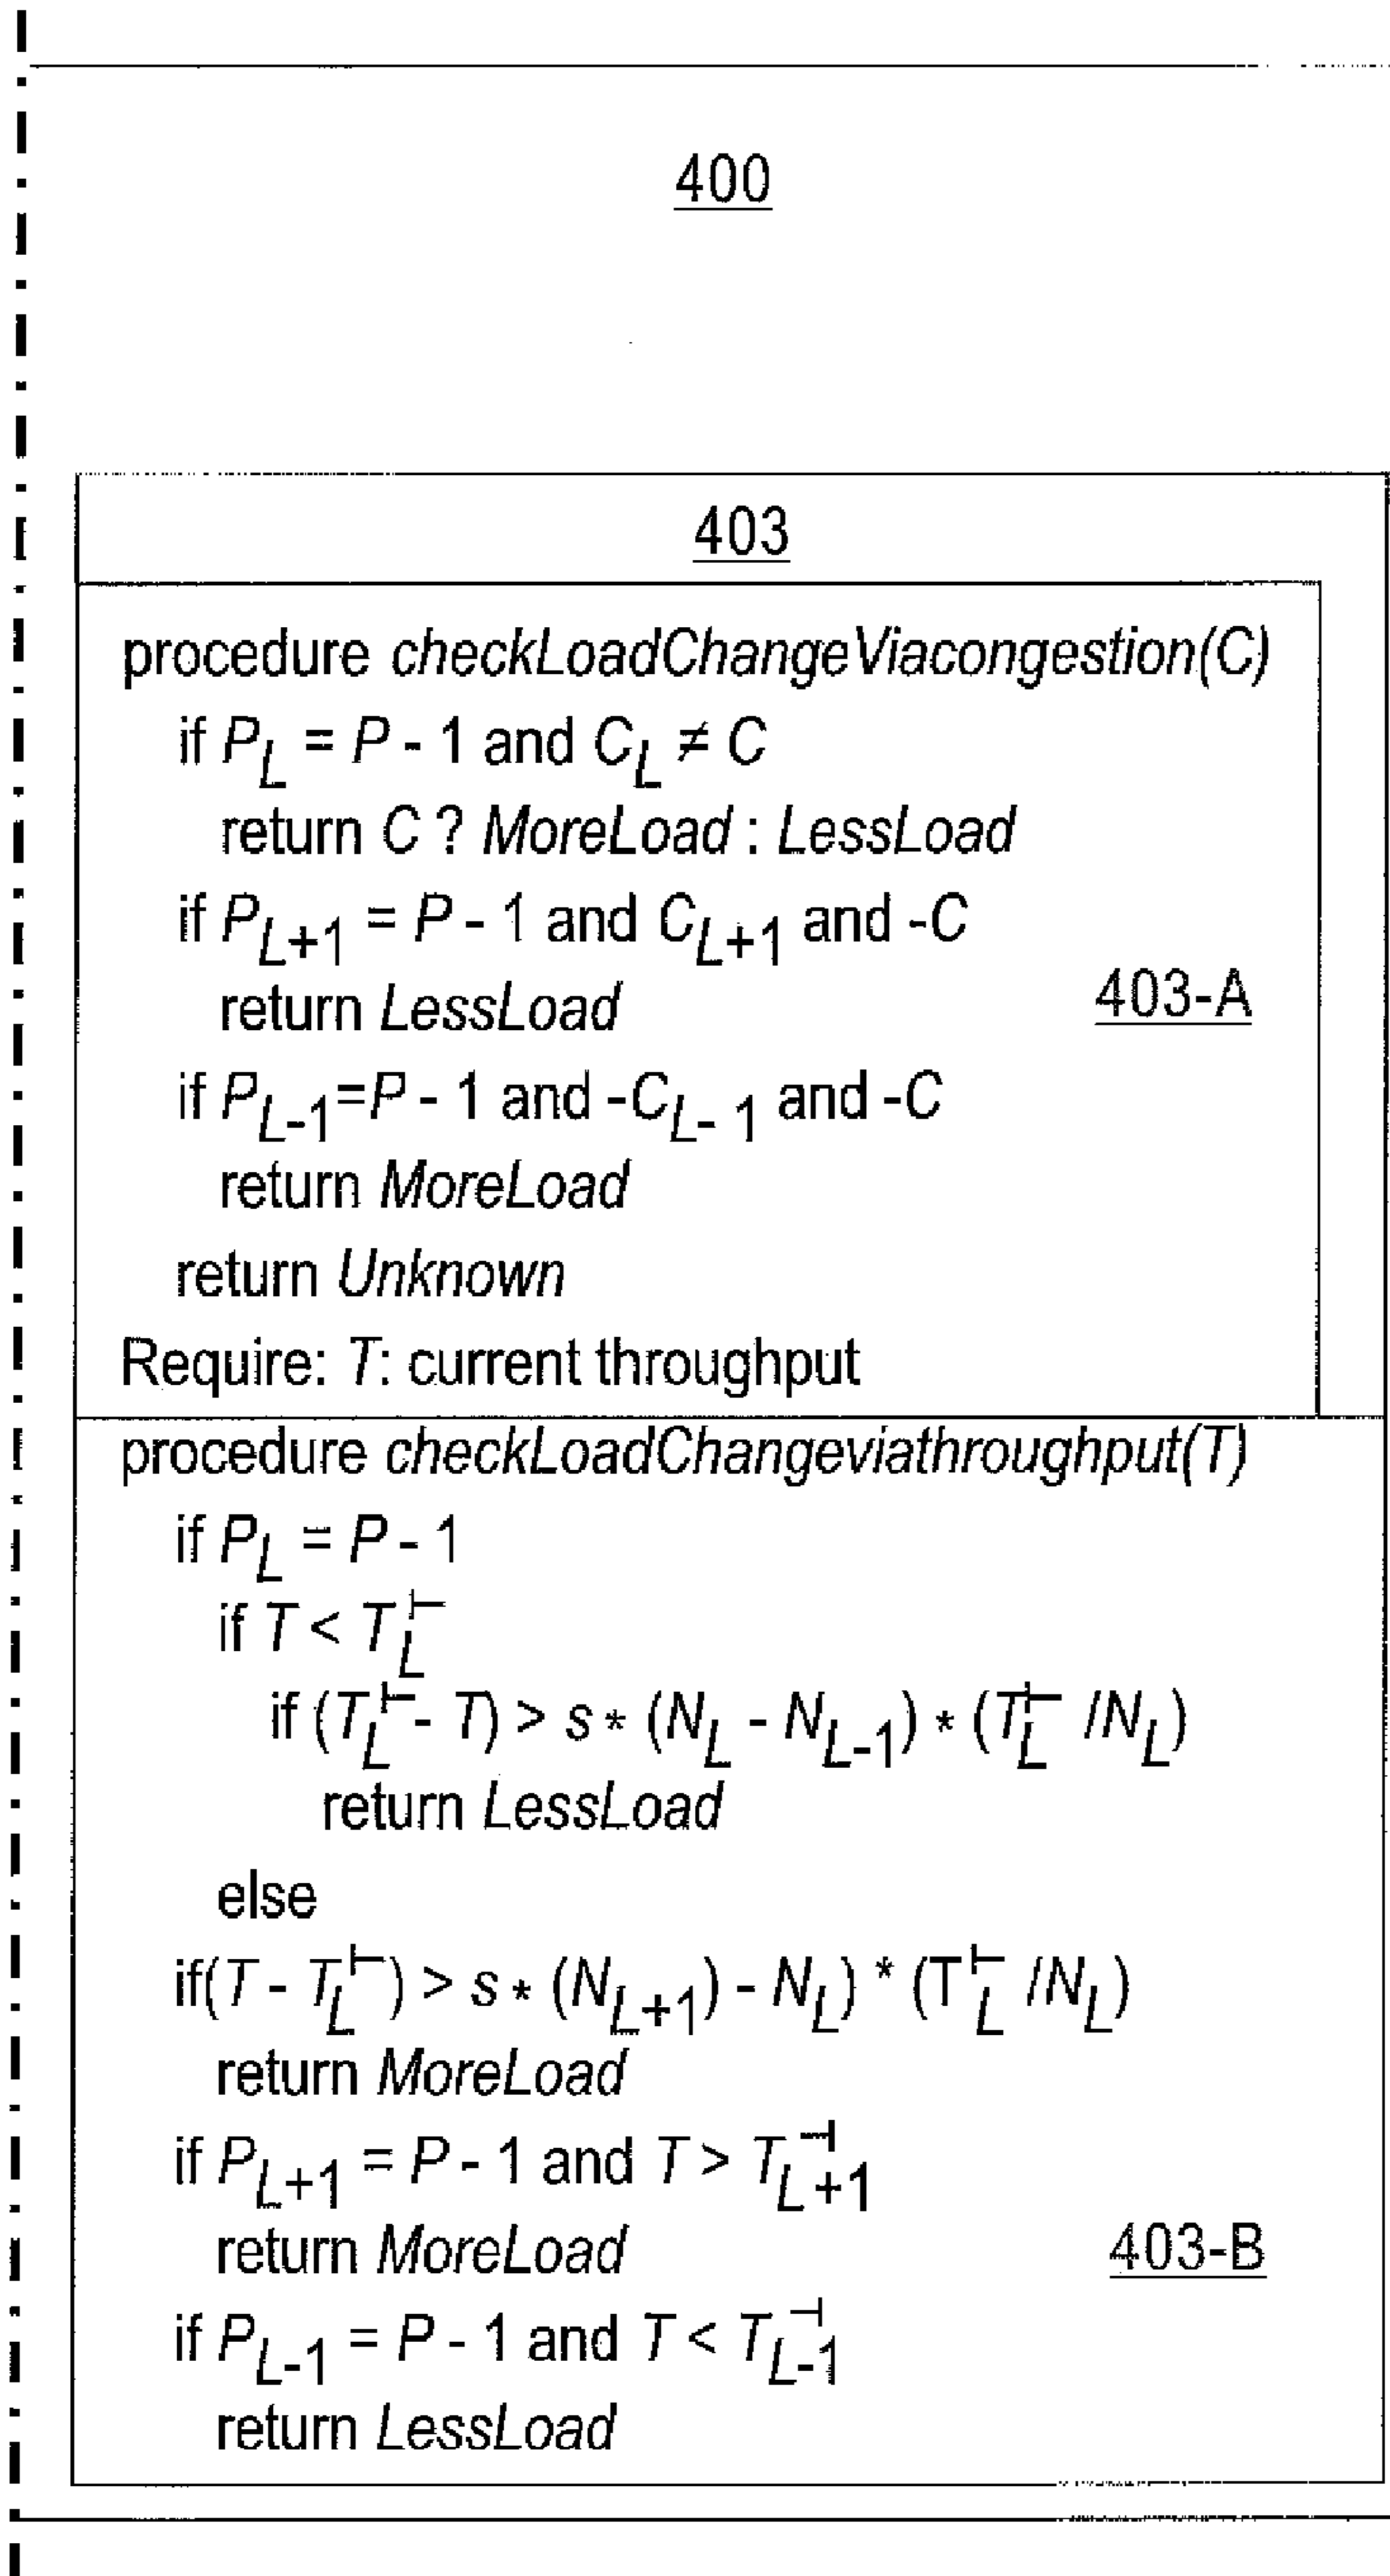 400
403
procedure checkLoadChangeViacongestion(C)
if P_L = P - 1 and C_L ≠ C
return C ? MoreLoad : LessLoad
if P_{L+1} = P - 1 and C_{L+1} and -C
return LessLoad
403-A
if P_{L-1}=P - 1 and -C_{L-1} and -C
return MoreLoad
return Unknown
Require: T: current throughput
procedure checkLoadChangeviathroughput(T)
if P_L = P - 1
if T < T_L^⊢
if (T_L^⊢ - T) > s * (N_L - N_{L-1}) * (T_L^⊢ /N_L)
return LessLoad
else
if(T - T_L^⊢) > s * (N_{L+1}) - N_L) * (T_L^⊢ /N_L)
return MoreLoad
if P_{L+1} = P - 1 and T > T_{L+1}^⊣
return MoreLoad
403-B
if P_{L-1} = P - 1 and T < T_{L-1}^⊣
return LessLoad